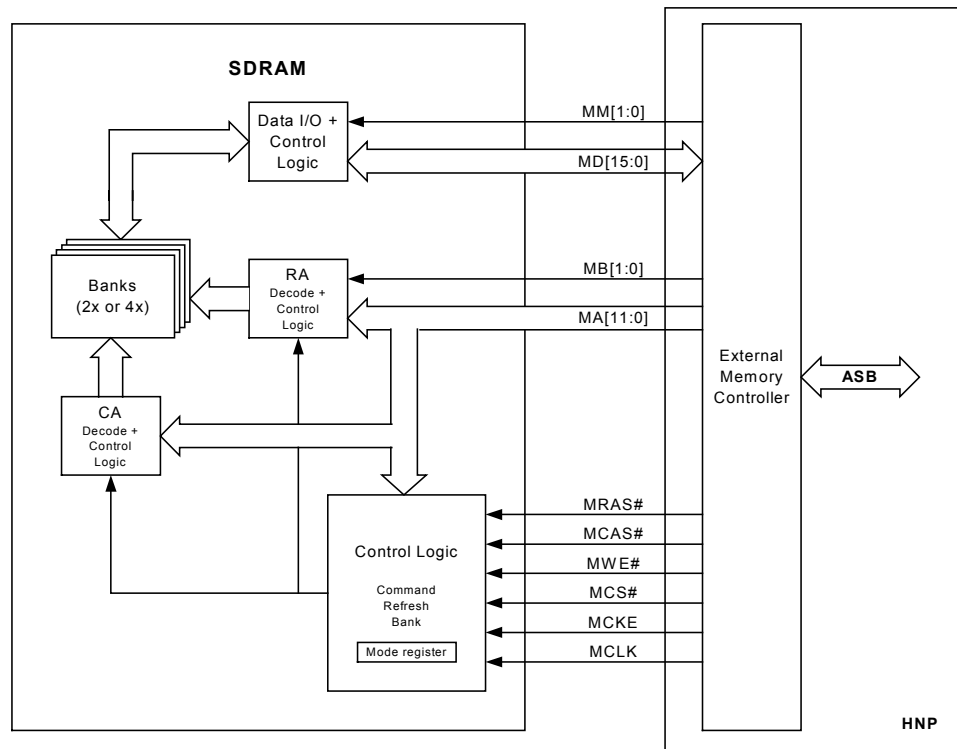 SDRAM
Data I/O +
Control
Logic
MM[1:0]
MD[15:0]
Banks
(2x or 4x)
RA
Decode +
Control
Logic
MB[1:0]
MA[11:0]
External
Memory
Controller
ASB
CA
Decode +
Control
Logic
Control Logic
Command
Refresh
Bank
Mode register
MRAS#
MCAS#
MWE#
MCS#
MCKE
MCLK
HNP